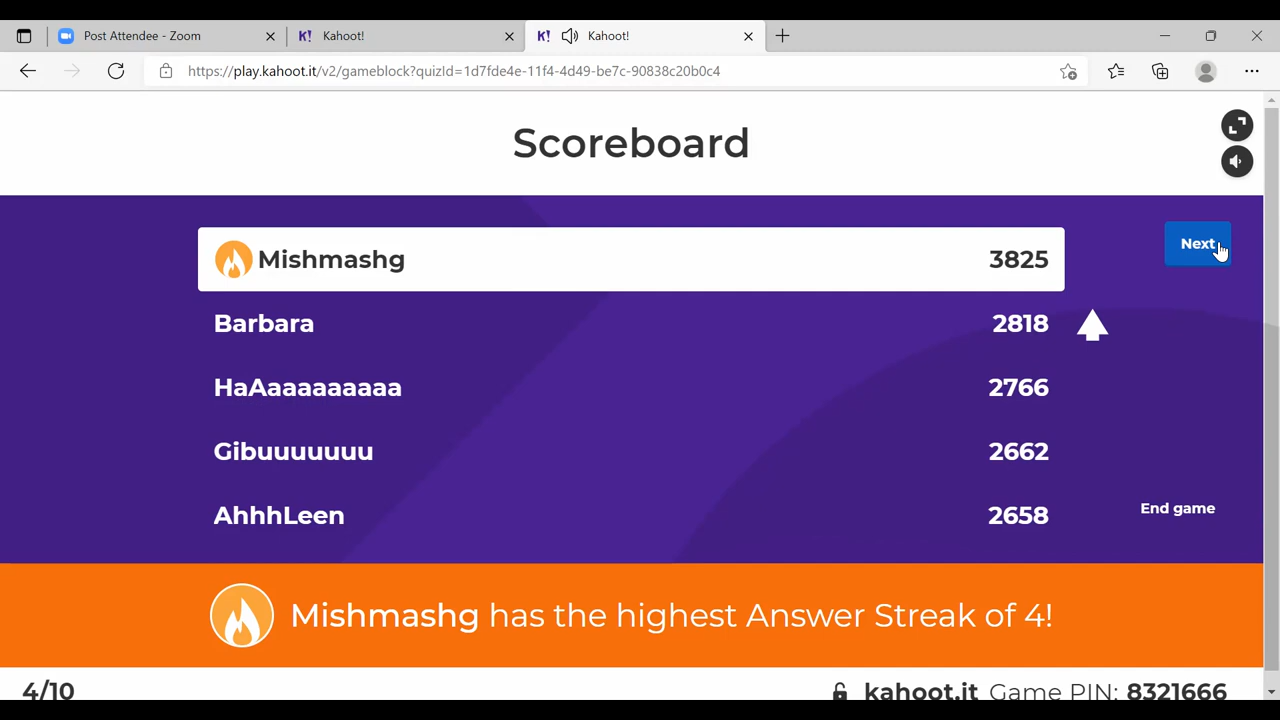 Post Attendee - Zoom
K! Kahoot!
K! Kahoot!
https://play.kahoot.it/v2/gameblock?quizId=1d7fde4e-11f4-4d49-be7c-90838c20b0c4
Scoreboard
Next
Mishmashg 3825
Barbara 2818
HaAaaaaaaaaa 2766
Gibuuuuuuu 2662
AhhhLeen 2658
End game
Mishmashg has the highest Answer Streak of 4!
4/10 kahoot.it Game PIN: 8321666